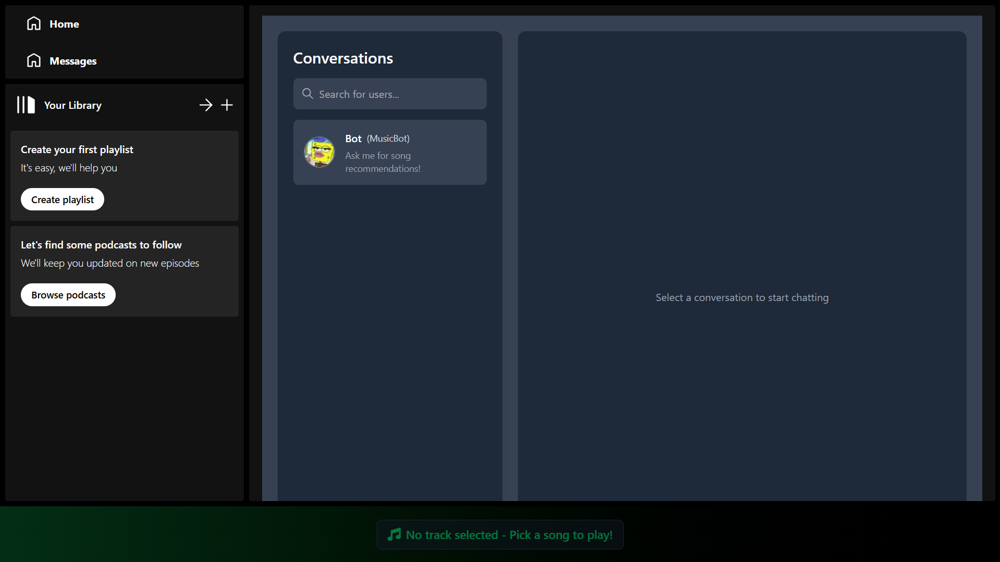 Home
Messages
Your Library
Create your first playlist
It's easy, we'll help you
Create playlist
Let's find some podcasts to follow
We'll keep you updated on new episodes
Browse podcasts
Conversations
Search for users...
Bot (MusicBot)
Ask me for song
recommendations!
Select a conversation to start chatting
No track selected - Pick a song to play!